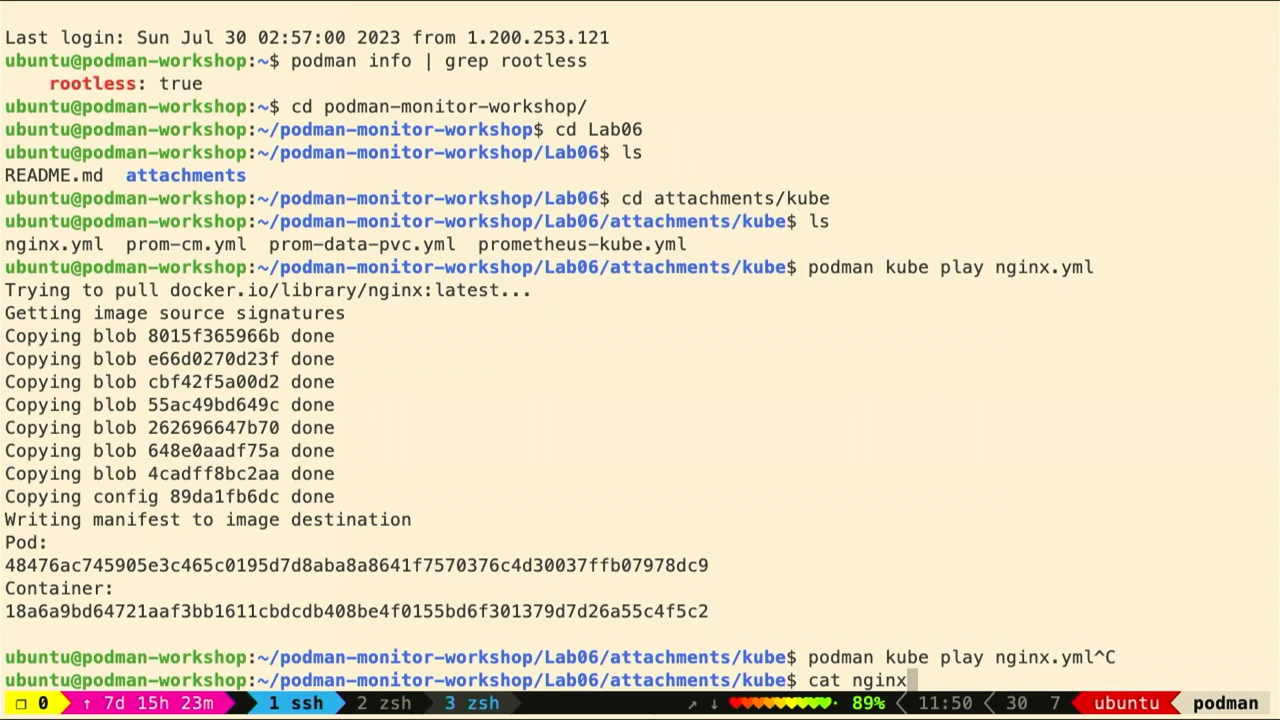 Last login: Sun Jul 30 02:57:00 2023 from 1.200.253.121
ubuntu@podman-workshop:~$ podman info | grep rootless
    rootless: true
ubuntu@podman-workshop:~$ cd podman-monitor-workshop/
ubuntu@podman-workshop:~/podman-monitor-workshop$ cd Lab06
ubuntu@podman-workshop:~/podman-monitor-workshop/Lab06$ ls
README.md  attachments
ubuntu@podman-workshop:~/podman-monitor-workshop/Lab06$ cd attachments/kube
ubuntu@podman-workshop:~/podman-monitor-workshop/Lab06/attachments/kube$ ls
nginx.yml  prom-cm.yml  prom-data-pvc.yml  prometheus-kube.yml
ubuntu@podman-workshop:~/podman-monitor-workshop/Lab06/attachments/kube$ podman kube play nginx.yml
Trying to pull docker.io/library/nginx:latest...
Getting image source signatures
Copying blob 8015f365966b done
Copying blob e66d0270d23f done
Copying blob cbf42f5a00d2 done
Copying blob 55ac49bd649c done
Copying blob 262696647b70 done
Copying blob 648e0aadf75a done
Copying blob 4cadff8bc2aa done
Copying config 89da1fb6dc done
Writing manifest to image destination
Pod:
48476ac745905e3c465c0195d7d8aba8a8641f7570376c4d30037ffb07978dc9
Container:
18a6a9bd64721aaf3bb1611cbdcdb408be4f0155bd6f301379d7d26a55c4f5c2
ubuntu@podman-workshop:~/podman-monitor-workshop/Lab06/attachments/kube$ podman kube play nginx.yml^C
ubuntu@podman-workshop:~/podman-monitor-workshop/Lab06/attachments/kube$ cat nginx
❐ 0 ↑ 7d 15h 23m 1 ssh 2 zsh 3 zsh ↗ ↓ ♥♥♥♥♥♥♥♥♥· 89% 11:50 30 7 ubuntu podman